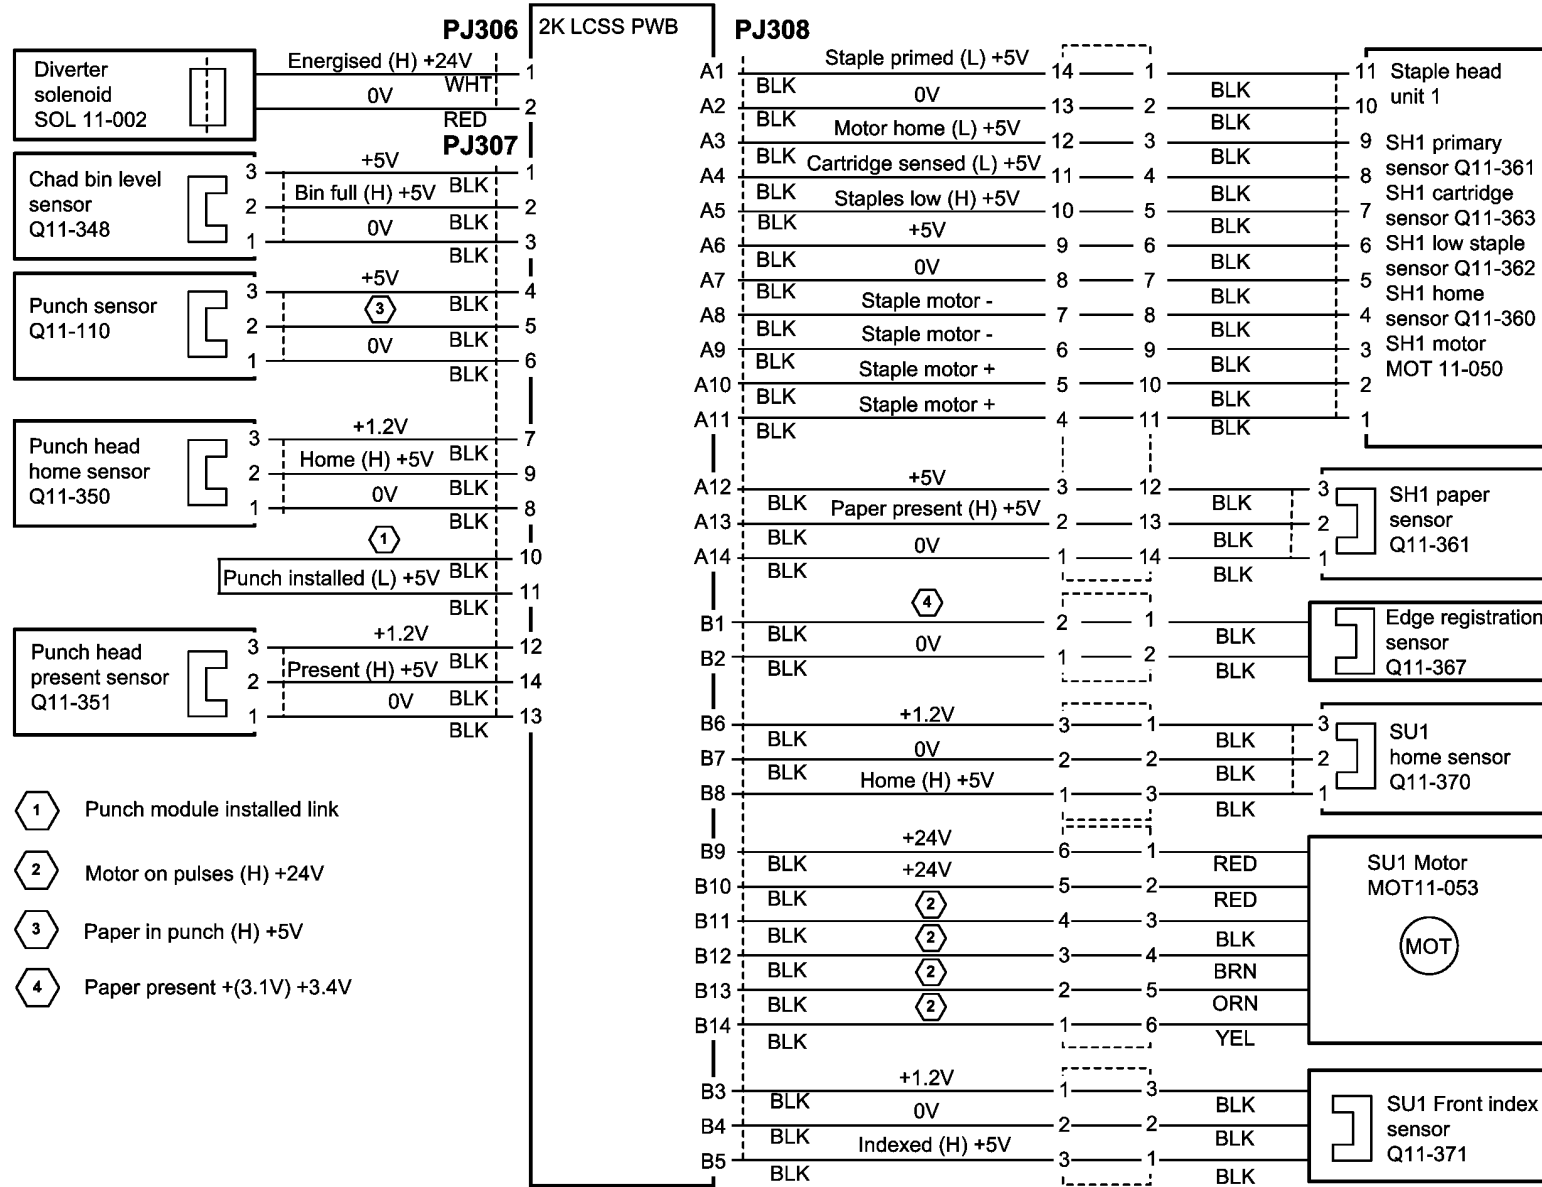 PJ306
2K LCSS PWB
PJ308
Diverter
solenoid
SOL 11-002
Energised (H) +24V
WHT
1
0V
RED
2
PJ307
Chad bin level
sensor
Q11-348
3
+5V
BLK
1
2
Bin full (H) +5V
BLK
2
1
0V
BLK
3
Punch sensor
Q11-110
3
+5V
BLK
4
2
3
BLK
5
1
0V
BLK
6
Punch head
home sensor
Q11-350
3
+1.2V
BLK
7
2
Home (H) +5V
BLK
9
1
0V
BLK
8
1
BLK
10
Punch installed (L) +5V
BLK
11
Punch head
present sensor
Q11-351
3
+1.2V
BLK
12
2
Present (H) +5V
BLK
14
1
0V
BLK
13
1 Punch module installed link
2 Motor on pulses (H) +24V
3 Paper in punch (H) +5V
4 Paper present +(3.1V) +3.4V
A1 BLK Staple primed (L) +5V 14 1 BLK 11
A2 BLK 0V 13 2 BLK 10
A3 BLK Motor home (L) +5V 12 3 BLK 9
A4 BLK Cartridge sensed (L) +5V 11 4 BLK 8
A5 BLK Staples low (H) +5V 10 5 BLK 7
A6 BLK +5V 9 6 BLK 6
A7 BLK 0V 8 7 BLK 5
A8 BLK Staple motor - 7 8 BLK 4
A9 BLK Staple motor - 6 9 BLK 3
A10 BLK Staple motor + 5 10 BLK 2
A11 BLK Staple motor + 4 11 BLK 1
Staple head
unit 1
SH1 primary
sensor Q11-361
SH1 cartridge
sensor Q11-363
SH1 low staple
sensor Q11-362
SH1 home
sensor Q11-360
SH1 motor
MOT 11-050
A12 BLK +5V 3 12 BLK 3
A13 BLK Paper present (H) +5V 2 13 BLK 2
A14 BLK 0V 1 14 BLK 1
SH1 paper
sensor
Q11-361
B1 BLK 4 2 1 BLK
B2 BLK 0V 1 2 BLK
Edge registration
sensor
Q11-367
B6 BLK +1.2V 3 1 BLK 3
B7 BLK 0V 2 2 BLK 2
B8 Home (H) +5V 1 3 BLK 1
SU1
home sensor
Q11-370
B9 BLK +24V 6 1 RED
B10 BLK +24V 5 2 RED
B11 BLK 2 4 3 BLK
B12 BLK 2 3 4 BRN
B13 BLK 2 2 5 ORN
B14 BLK 2 1 6 YEL
SU1 Motor
MOT11-053
MOT
B3 BLK +1.2V 1 3 BLK
B4 BLK 0V 2 2 BLK
B5 BLK Indexed (H) +5V 3 1 BLK
SU1 Front index
sensor
Q11-371